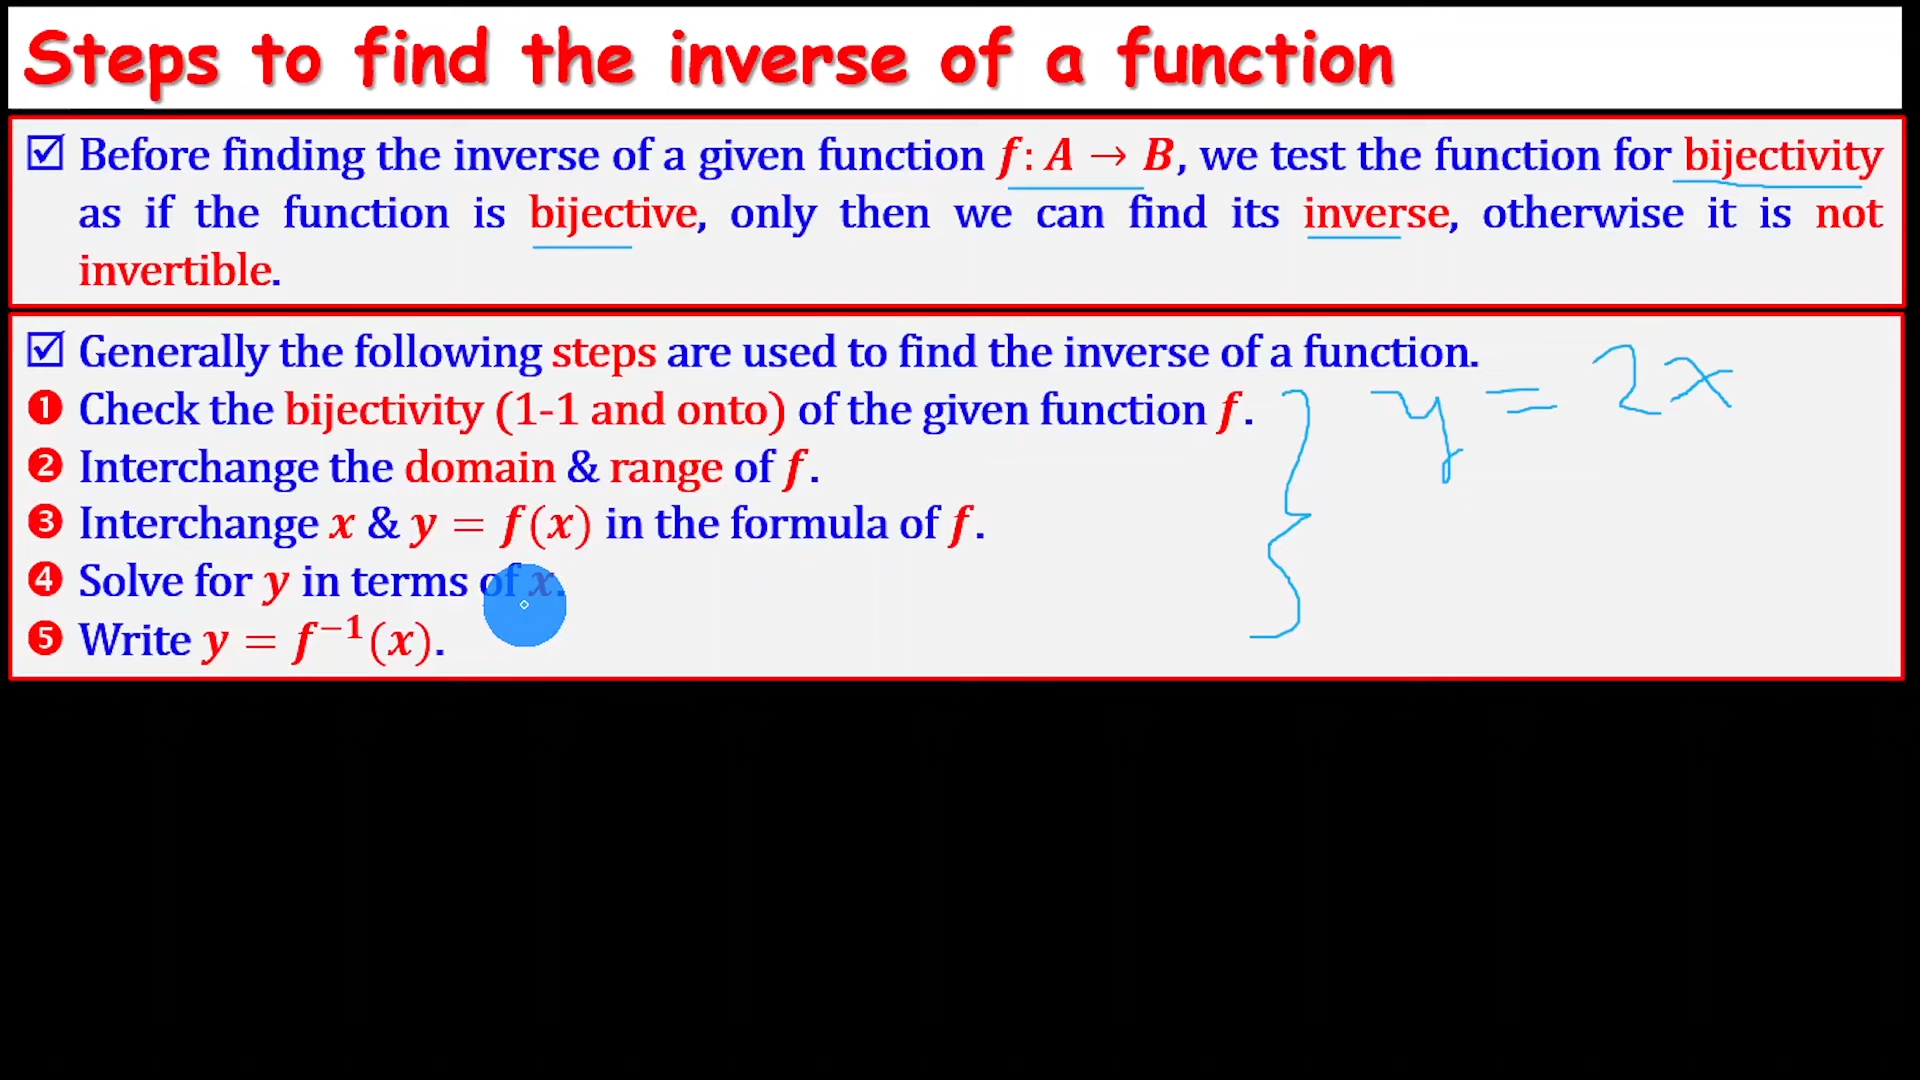 Steps to find the inverse of a function
☑ Before finding the inverse of a given function f: A → B, we test the function for bijectivity
as if the function is bijective, only then we can find its inverse, otherwise it is not
invertible.
☑ Generally the following steps are used to find the inverse of a function.
❶ Check the bijectivity (1-1 and onto) of the given function f.
y = 2x
❷ Interchange the domain & range of f.
❸ Interchange x & y = f(x) in the formula of f.
❹ Solve for y in terms of x.
❺ Write y = f⁻¹(x).